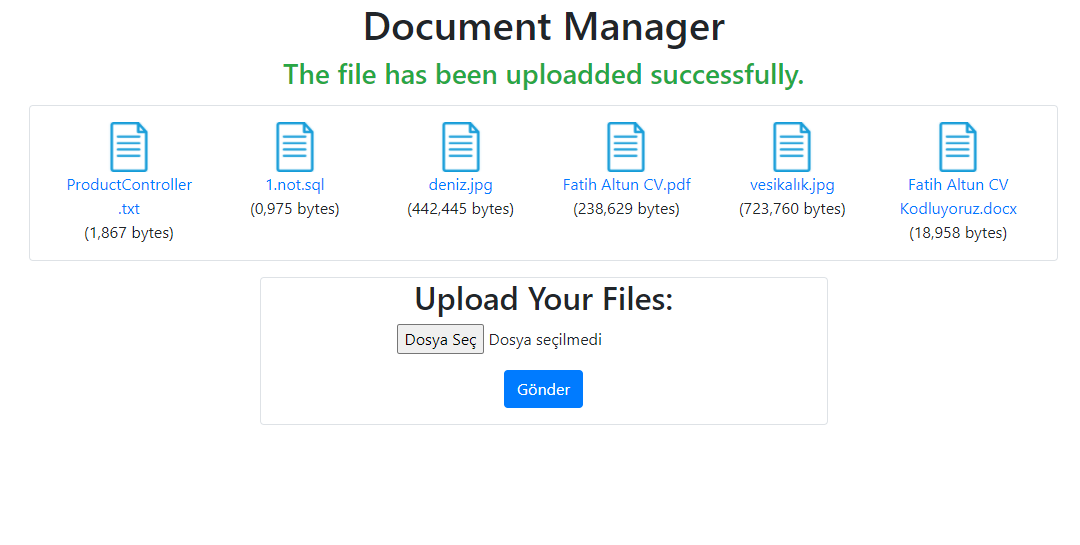 Document Manager
The file has been uploadded successfully.
ProductController
.txt
(1,867 bytes)
1.not.sql
(0,975 bytes)
deniz.jpg
(442,445 bytes)
Fatih Altun CV.pdf
(238,629 bytes)
vesikalık.jpg
(723,760 bytes)
Fatih Altun CV
Kodluyoruz.docx
(18,958 bytes)
Upload Your Files:
Dosya Seç Dosya seçilmedi
Gönder